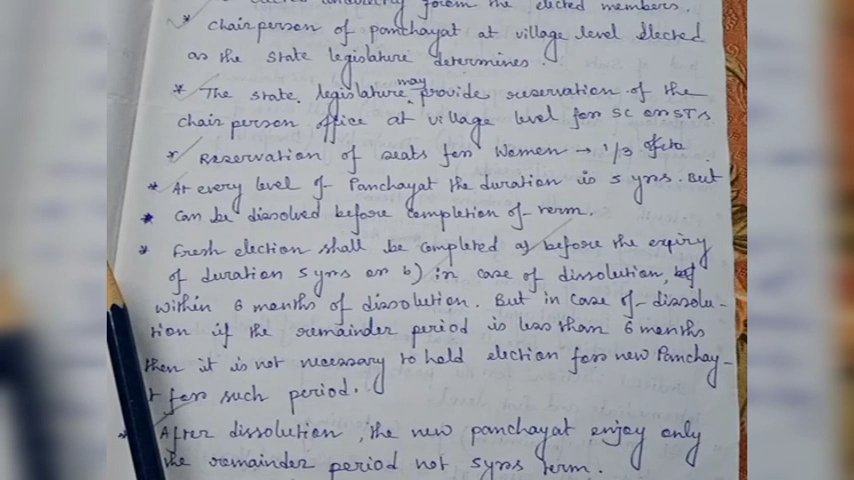 indirectly from the elected members.
* Chairperson of panchayat at village level Elected
as the State legislature determines.
* The state legislature may provide reservation of the
Chairperson office at village level for SC or STs
* Reservation of seats for Women → 1/3 of
* At every level of Panchayat the duration is 5 yrs. But
* Can be dissolved before completion of term.
* Fresh election shall be completed a) before the expiry
of duration 5 yrs or b) in case of dissolution,
within 6 months of dissolution. But in case of dissolu-
tion if the remainder period is less than 6 months
then it is not necessary to hold election for new Panchay-
t for such period.
* After dissolution, the new panchayat enjoy only
the remainder period not 5 yrs term.